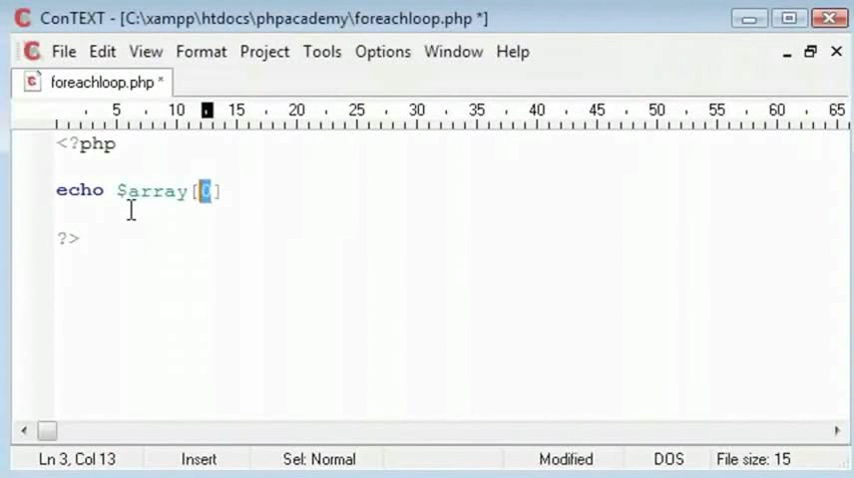 ConTEXT - [C:\xampp\htdocs\phpacademy\foreachloop.php *]
File Edit View Format Project Tools Options Window Help
foreachloop.php *
5 10 15 20 25 30 35 40 45 50 55 60 65
<?php
echo $array[0]
?>
Ln 3, Col 13 Insert Sel: Normal Modified DOS File size: 15